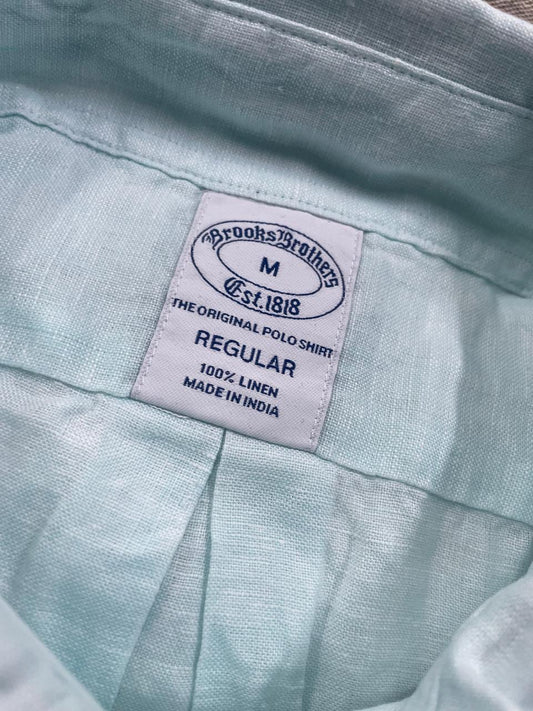 Brooks Brothers
M
Est. 1818
THE ORIGINAL POLO SHIRT
REGULAR
100% LINEN
MADE IN INDIA